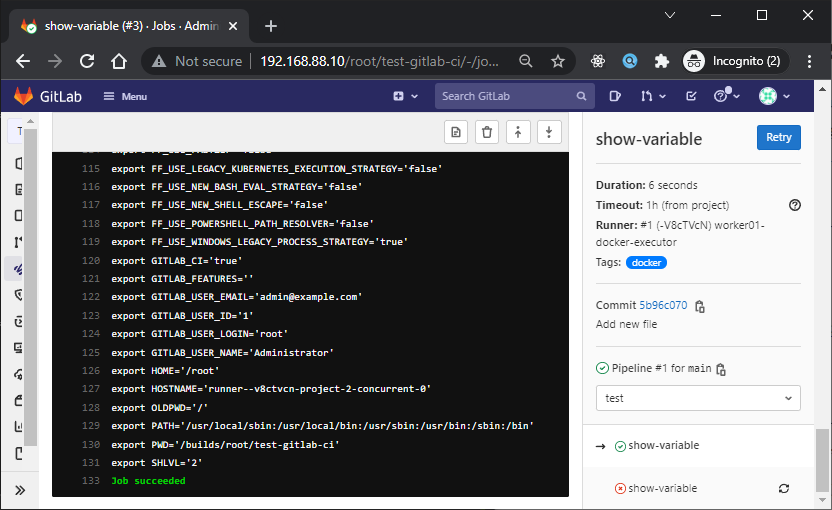 show-variable (#3) · Jobs · Admin
Not secure
192.168.88.10/root/test-gitlab-ci/-/jo...
Incognito (2)
GitLab
Menu
Search GitLab
T
115 export FF_USE_LEGACY_KUBERNETES_EXECUTION_STRATEGY='false'
116 export FF_USE_NEW_BASH_EVAL_STRATEGY='false'
117 export FF_USE_NEW_SHELL_ESCAPE='false'
118 export FF_USE_POWERSHELL_PATH_RESOLVER='false'
119 export FF_USE_WINDOWS_LEGACY_PROCESS_STRATEGY='true'
120 export GITLAB_CI='true'
121 export GITLAB_FEATURES=''
122 export GITLAB_USER_EMAIL='admin@example.com'
123 export GITLAB_USER_ID='1'
124 export GITLAB_USER_LOGIN='root'
125 export GITLAB_USER_NAME='Administrator'
126 export HOME='/root'
127 export HOSTNAME='runner--v8ctvcn-project-2-concurrent-0'
128 export OLDPWD='/'
129 export PATH='/usr/local/sbin:/usr/local/bin:/usr/sbin:/usr/bin:/sbin:/bin'
130 export PWD='/builds/root/test-gitlab-ci'
131 export SHLVL='2'
133 Job succeeded
show-variable
Retry
Duration: 6 seconds
Timeout: 1h (from project)
Runner: #1 (-V8cTVcN) worker01-
docker-executor
Tags: docker
Commit 5b96c070
Add new file
Pipeline #1 for main
test
show-variable
show-variable